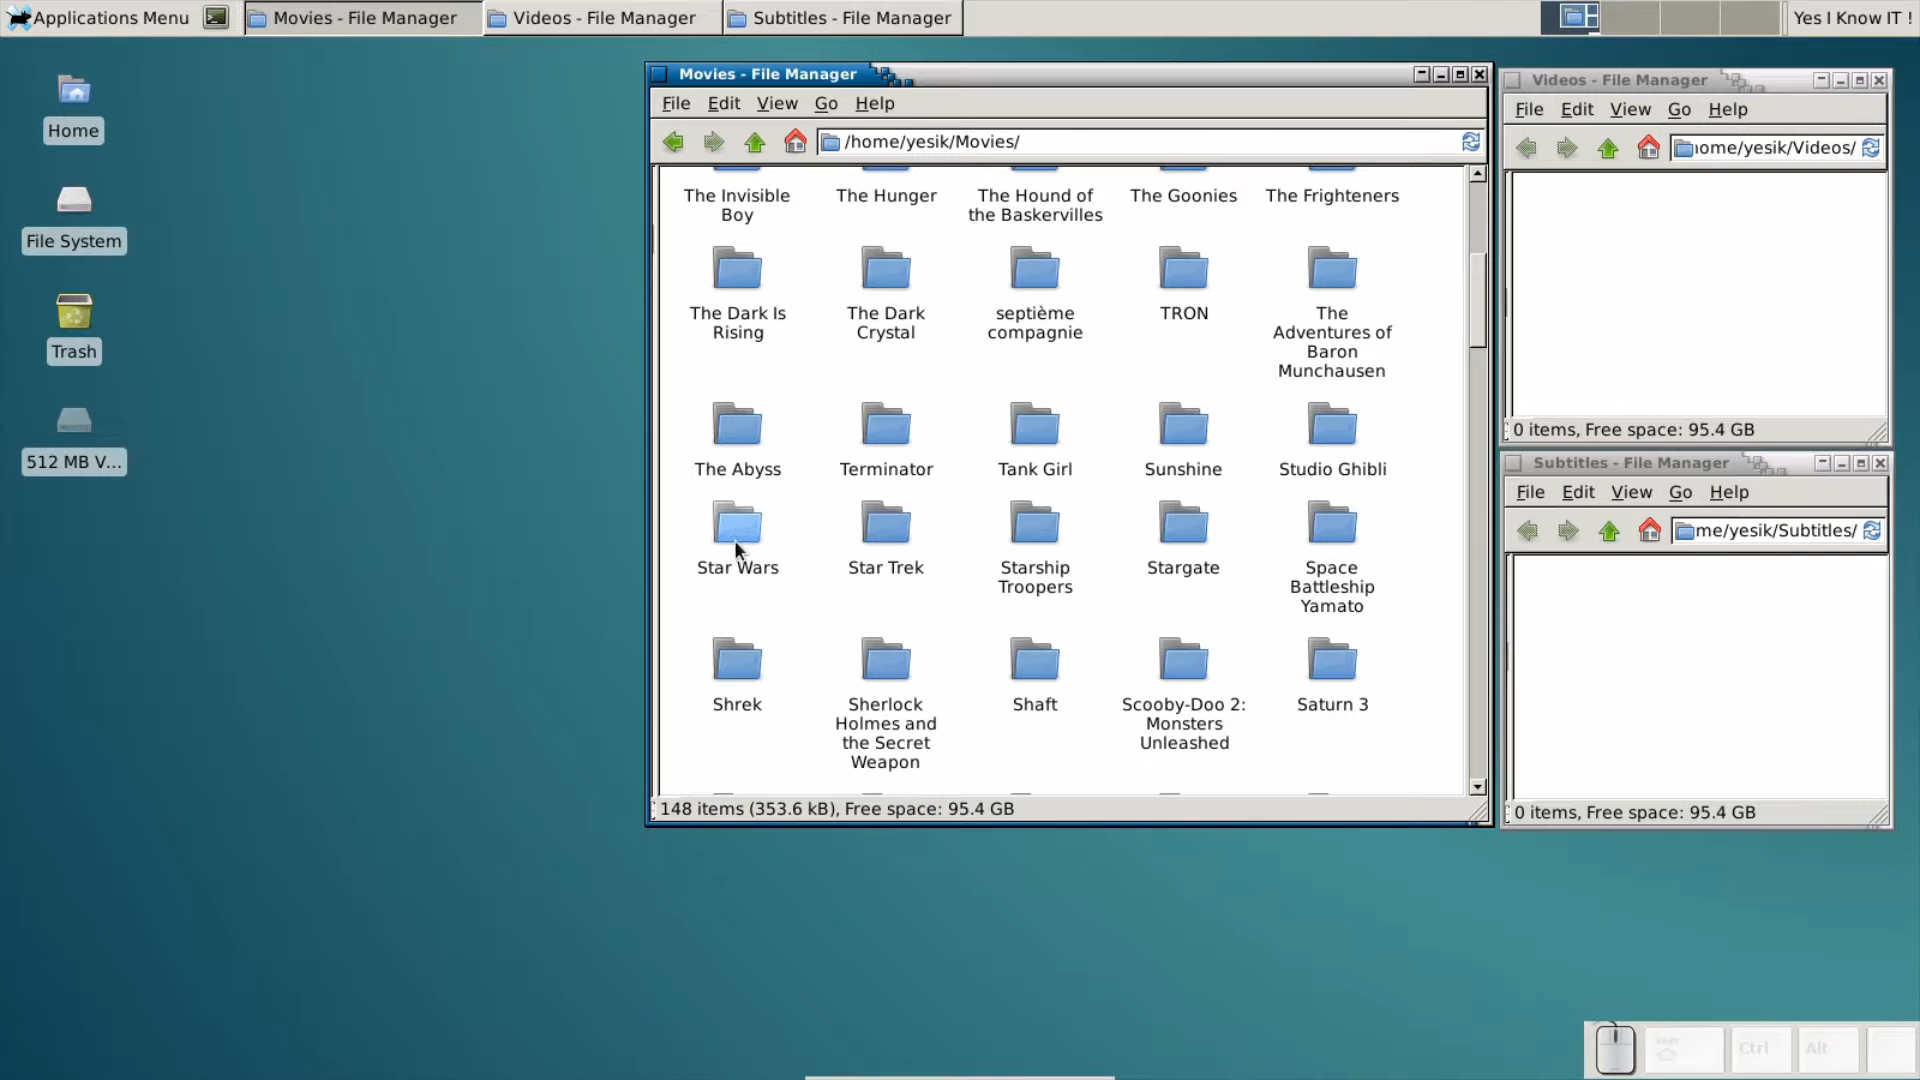 Applications Menu
Movies - File Manager
Videos - File Manager
Subtitles - File Manager
Yes I Know IT !
Home
File System
Trash
512 MB V...
Movies - File Manager
File Edit View Go Help
/home/yesik/Movies/
The Invisible
Boy
The Hunger
The Hound of
the Baskervilles
The Goonies
The Frighteners
The Dark Is
Rising
The Dark
Crystal
septième
compagnie
TRON
The
Adventures of
Baron
Munchausen
The Abyss
Terminator
Tank Girl
Sunshine
Studio Ghibli
Star Wars
Star Trek
Starship
Troopers
Stargate
Space
Battleship
Yamato
Shrek
Sherlock
Holmes and
the Secret
Weapon
Shaft
Scooby-Doo 2:
Monsters
Unleashed
Saturn 3
148 items (353.6 kB), Free space: 95.4 GB
Videos - File Manager
File Edit View Go Help
ome/yesik/Videos/
0 items, Free space: 95.4 GB
Subtitles - File Manager
File Edit View Go Help
me/yesik/Subtitles/
0 items, Free space: 95.4 GB
Ctrl
Alt